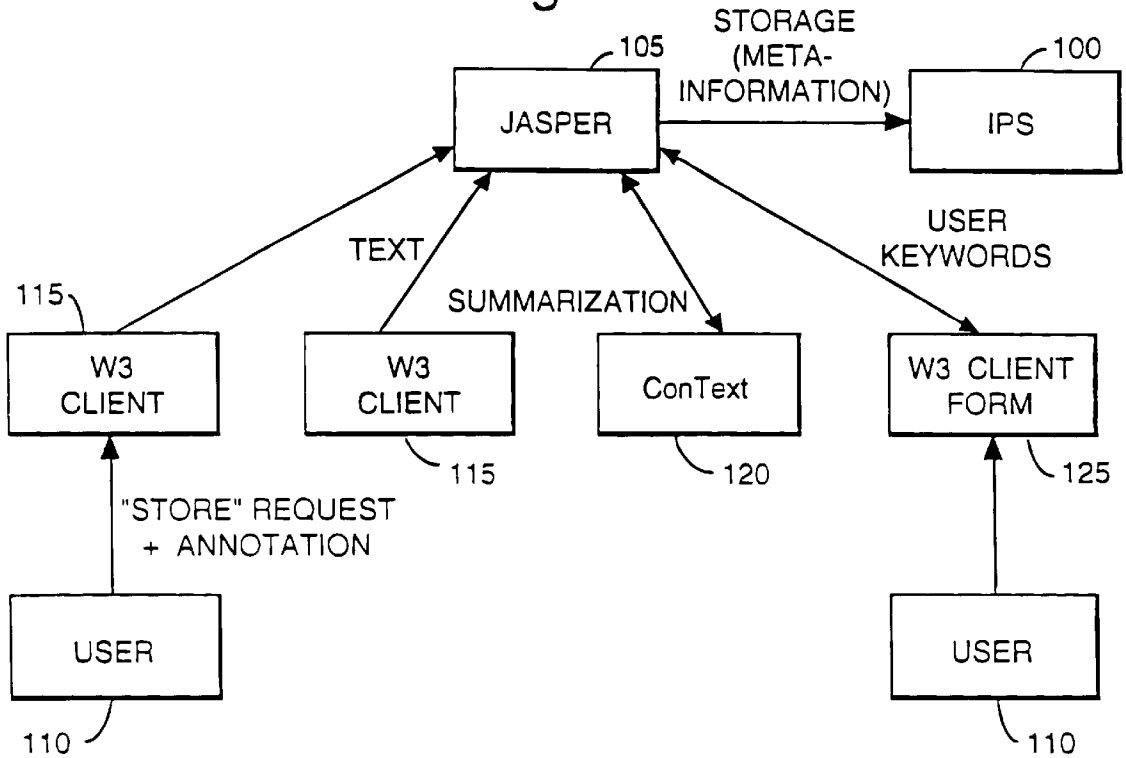 STORAGE
(META-
INFORMATION)
105
100
JASPER
IPS
TEXT
USER
KEYWORDS
SUMMARIZATION
115
W3
CLIENT
W3
CLIENT
ConText
W3 CLIENT
FORM
115
120
125
"STORE" REQUEST
+ ANNOTATION
USER
USER
110
110